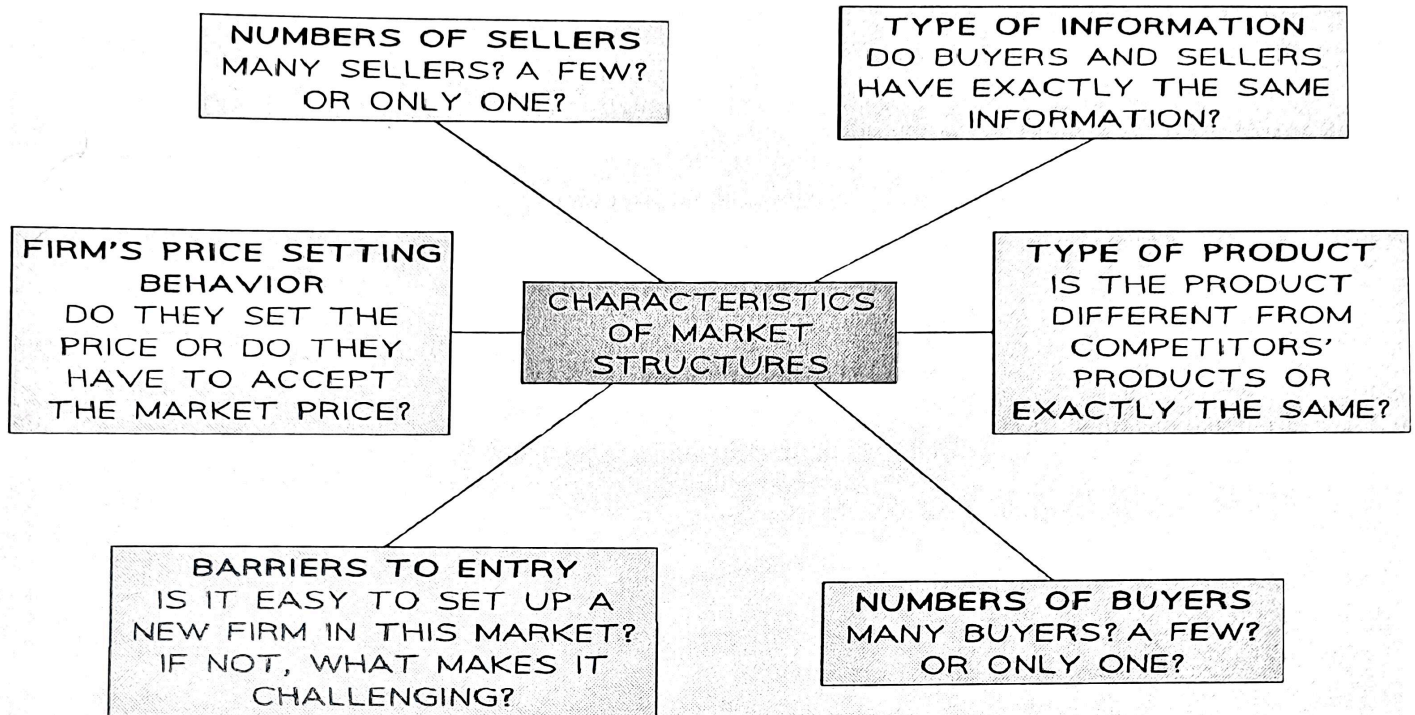 NUMBERS OF SELLERS
MANY SELLERS? A FEW?
OR ONLY ONE?
TYPE OF INFORMATION
DO BUYERS AND SELLERS
HAVE EXACTLY THE SAME
INFORMATION?
FIRM'S PRICE SETTING
BEHAVIOR
DO THEY SET THE
PRICE OR DO THEY
HAVE TO ACCEPT
THE MARKET PRICE?
CHARACTERISTICS
OF MARKET
STRUCTURES
TYPE OF PRODUCT
IS THE PRODUCT
DIFFERENT FROM
COMPETITORS'
PRODUCTS OR
EXACTLY THE SAME?
BARRIERS TO ENTRY
IS IT EASY TO SET UP A
NEW FIRM IN THIS MARKET?
IF NOT, WHAT MAKES IT
CHALLENGING?
NUMBERS OF BUYERS
MANY BUYERS? A FEW?
OR ONLY ONE?